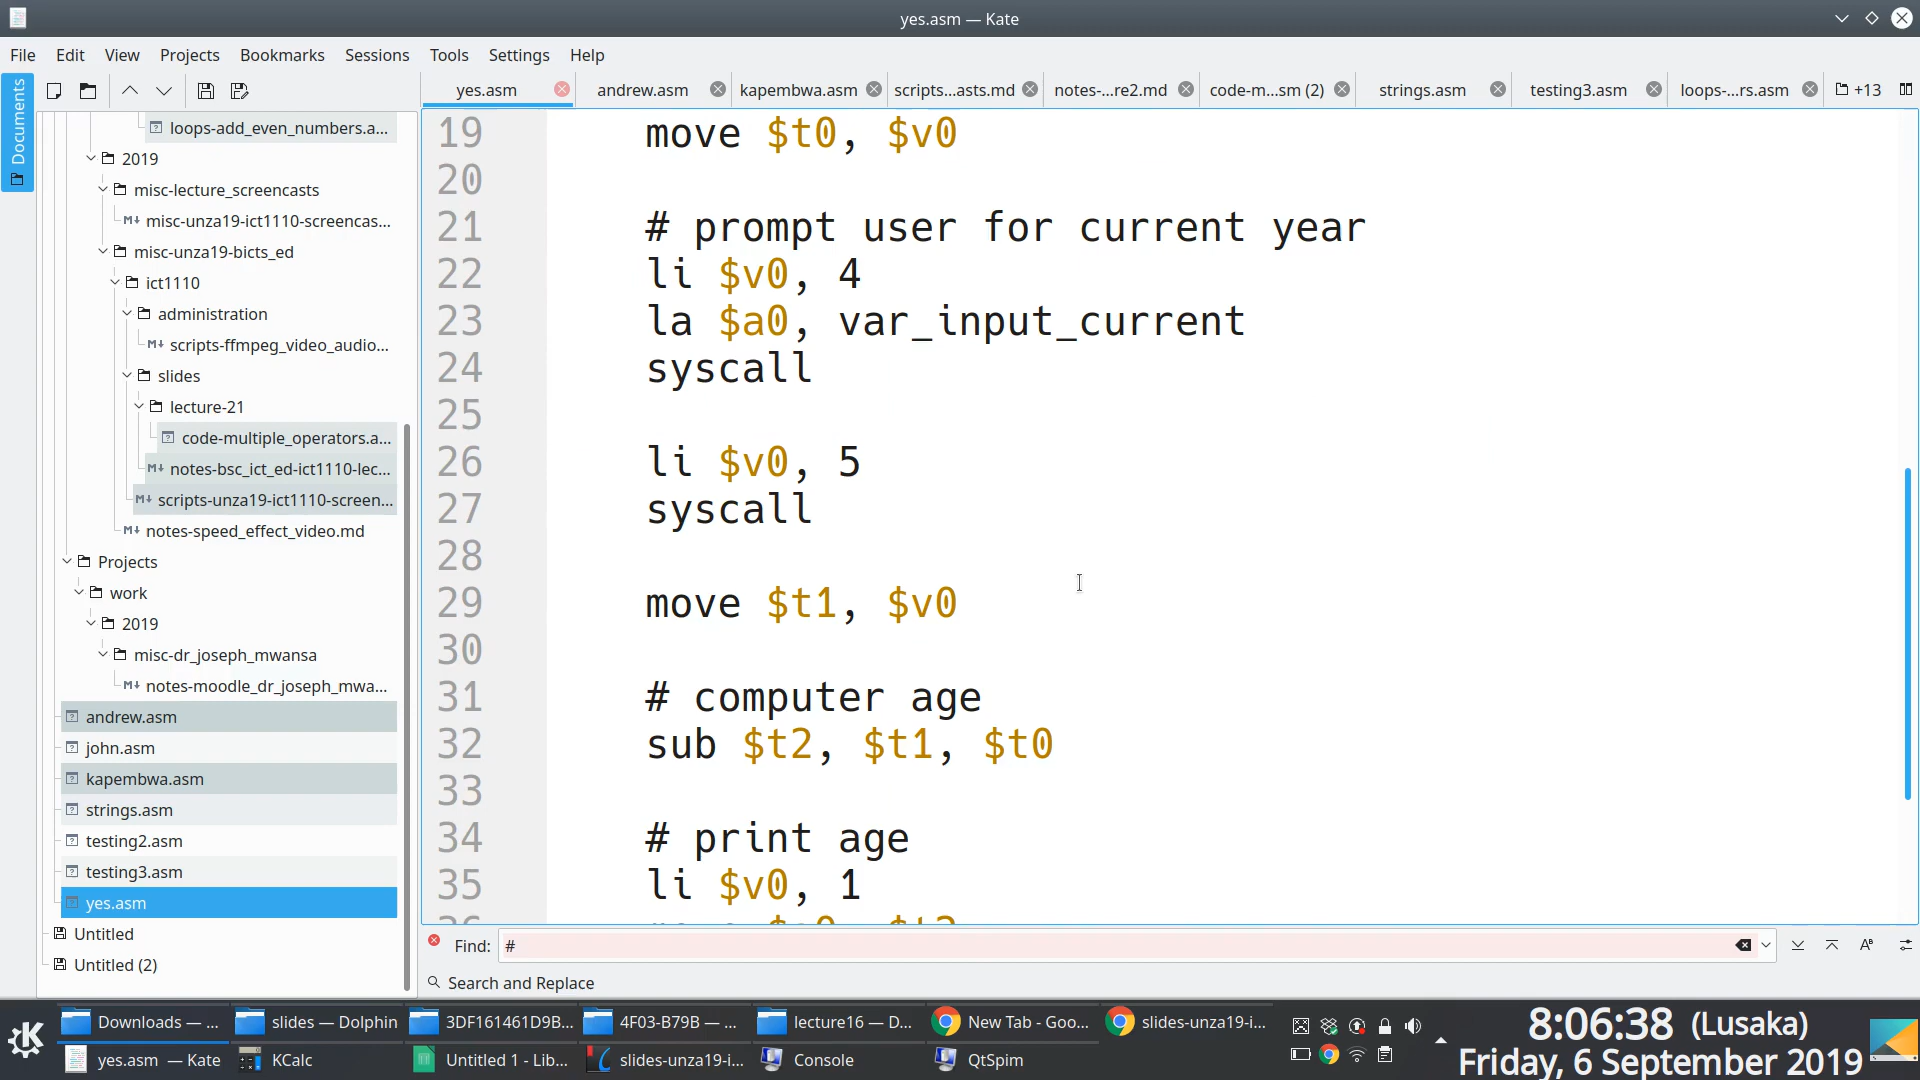 yes.asm — Kate
File Edit View Projects Bookmarks Sessions Tools Settings Help
Documents
yes.asm andrew.asm kapembwa.asm scripts...asts.md notes-...re2.md code-m...sm (2) strings.asm testing3.asm loops-...rs.asm +13
loops-add_even_numbers.a...
2019
misc-lecture_screencasts
misc-unza19-ict1110-screencas...
misc-unza19-bicts_ed
ict1110
administration
scripts-ffmpeg_video_audio...
slides
lecture-21
code-multiple_operators.a...
notes-bsc_ict_ed-ict1110-lec...
scripts-unza19-ict1110-screen...
notes-speed_effect_video.md
Projects
work
2019
misc-dr_joseph_mwansa
notes-moodle_dr_joseph_mwa...
andrew.asm
john.asm
kapembwa.asm
strings.asm
testing2.asm
testing3.asm
yes.asm
Untitled
Untitled (2)
19 move $t0, $v0
20
21 # prompt user for current year
22 li $v0, 4
23 la $a0, var_input_current
24 syscall
25
26 li $v0, 5
27 syscall
28
29 move $t1, $v0
30
31 # computer age
32 sub $t2, $t1, $t0
33
34 # print age
35 li $v0, 1
Find: #
Search and Replace
Downloads — ... slides — Dolphin 3DF161461D9B... 4F03-B79B — ... lecture16 — D... New Tab - Goo... slides-unza19-i...
yes.asm — Kate KCalc Untitled 1 - Lib... slides-unza19-i... Console QtSpim
8:06:38 (Lusaka)
Friday, 6 September 2019